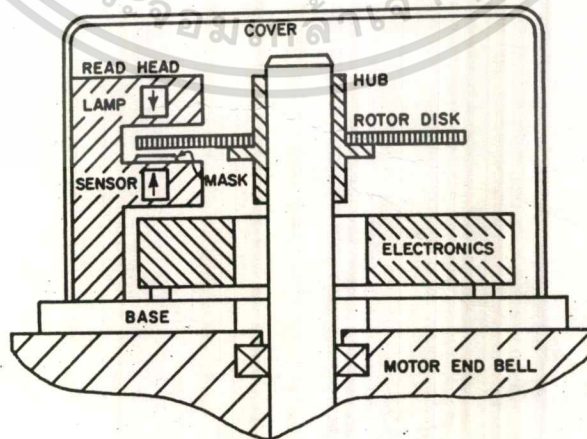 COVER
READ HEAD
LAMP
HUB
ROTOR DISK
SENSOR
MASK
ELECTRONICS
BASE
MOTOR END BELL